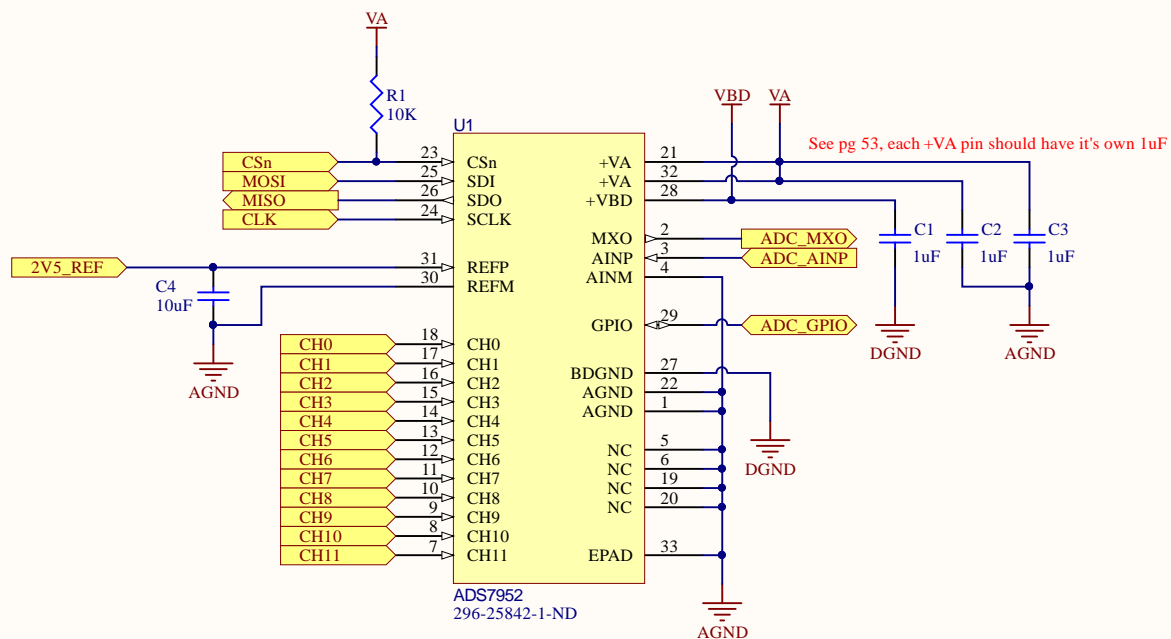 VA
R1
10K
U1
VBD
VA
See pg 53, each +VA pin should have it's own 1uF
CSn 23 CSn
MOSI 25 SDI
MISO 26 SDO
CLK 24 SCLK
2V5_REF 31 REFP
30 REFM
C4
10uF
AGND
CH0 18 CH0
CH1 17 CH1
CH2 16 CH2
CH3 15 CH3
CH4 14 CH4
CH5 13 CH5
CH6 12 CH6
CH7 11 CH7
CH8 10 CH8
CH9 9 CH9
CH10 8 CH10
CH11 7 CH11
+VA 21
+VA 32
+VBD 28
MXO 2 ADC_MXO
AINP 3 ADC_AINP
AINM 4
GPIO 29 ADC_GPIO
BDGND 27
AGND 22
AGND 1
NC 5
NC 6
NC 19
NC 20
EPAD 33
C1
1uF
C2
1uF
C3
1uF
DGND
AGND
DGND
AGND
ADS7952
296-25842-1-ND